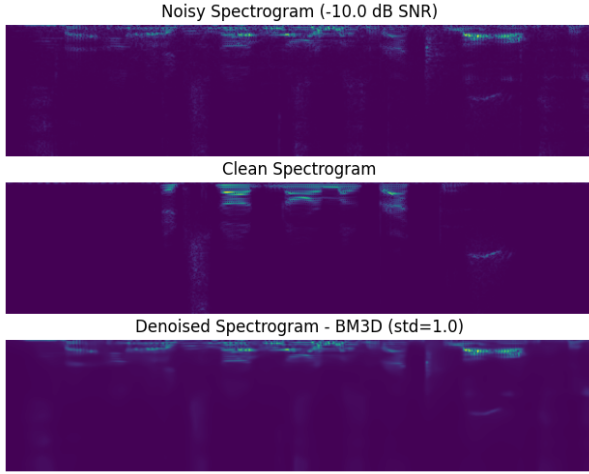 Noisy Spectrogram (-10.0 dB SNR)
Clean Spectrogram
Denoised Spectrogram - BM3D (std=1.0)